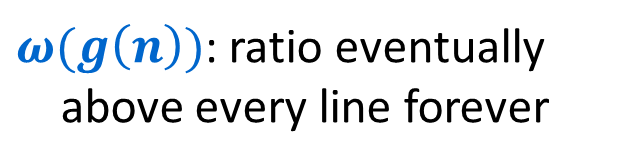 ω(g(n)): ratio eventually
above every line forever